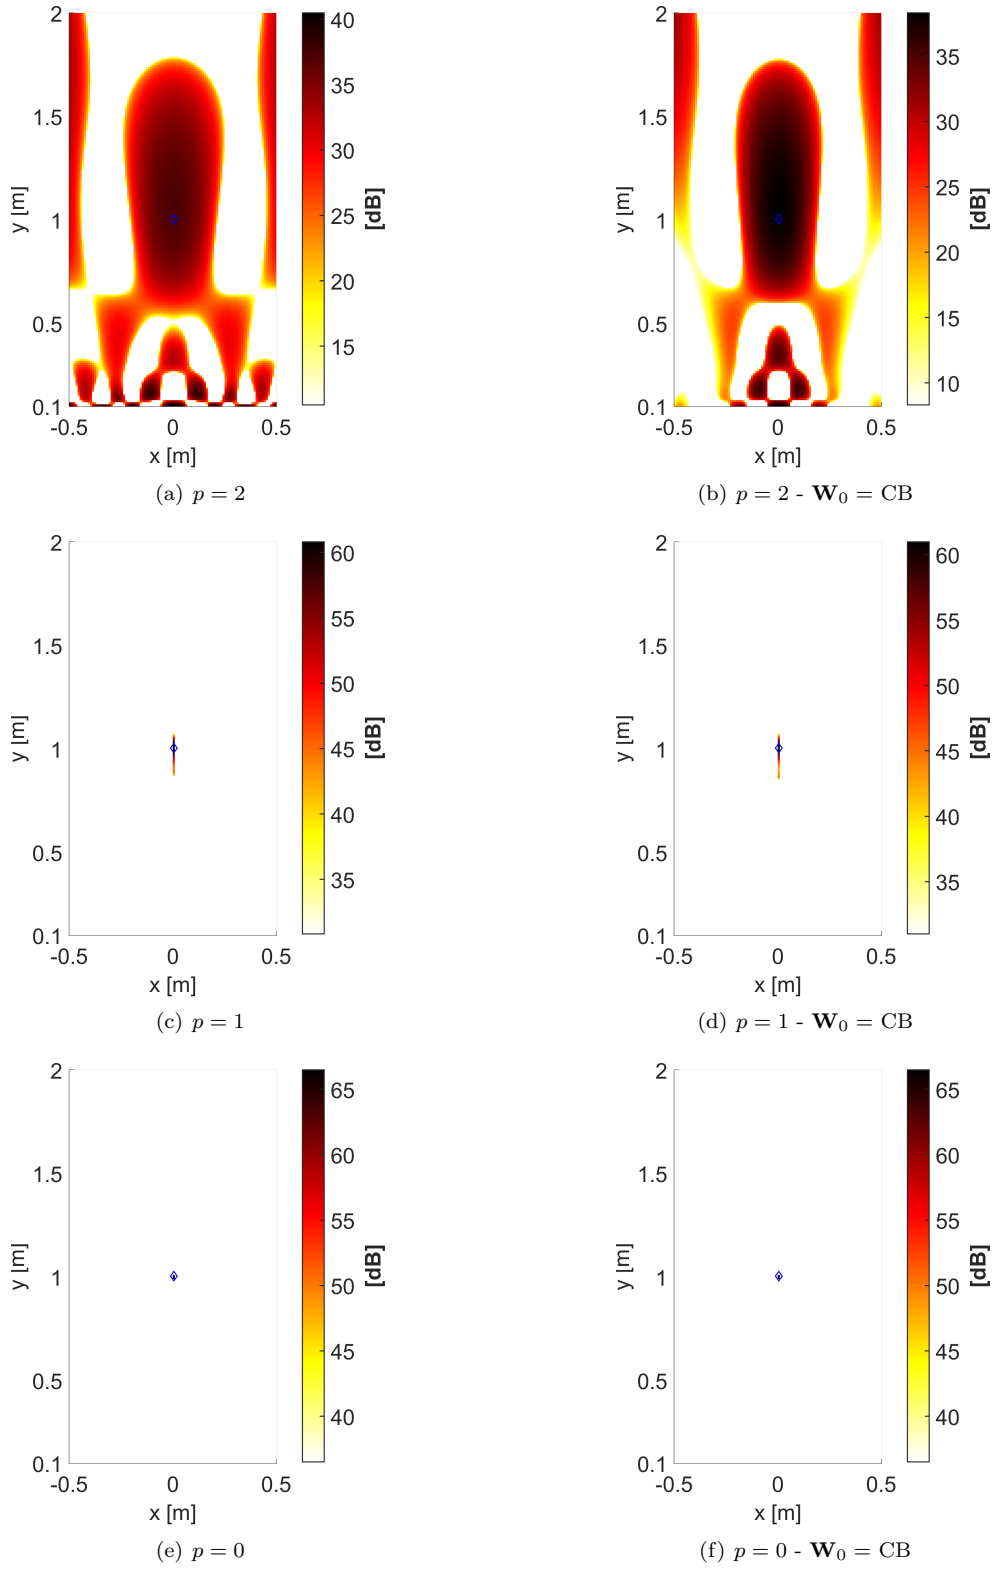 2
1.5
1
0.5
0.1
-0.5 0 0.5
x [m]
y [m]
40
35
30
25
20
15
[dB]
(a) p = 2
2
1.5
1
0.5
0.1
-0.5 0 0.5
x [m]
y [m]
35
30
25
20
15
10
[dB]
(b) p = 2 - W₀ = CB
2
1.5
1
0.5
0.1
-0.5 0 0.5
x [m]
y [m]
60
55
50
45
40
35
[dB]
(c) p = 1
2
1.5
1
0.5
0.1
-0.5 0 0.5
x [m]
y [m]
60
55
50
45
40
35
[dB]
(d) p = 1 - W₀ = CB
2
1.5
1
0.5
0.1
-0.5 0 0.5
x [m]
y [m]
65
60
55
50
45
40
[dB]
(e) p = 0
2
1.5
1
0.5
0.1
-0.5 0 0.5
x [m]
y [m]
65
60
55
50
45
40
[dB]
(f) p = 0 - W₀ = CB